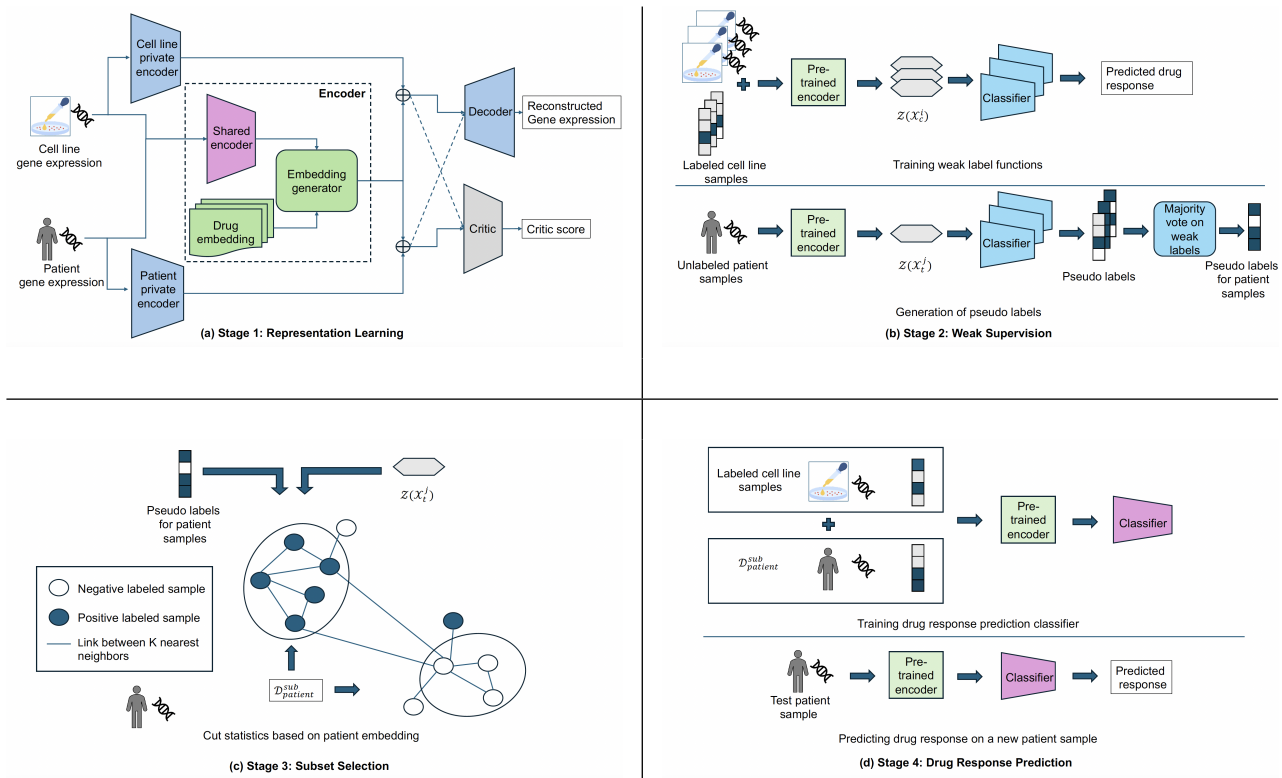 Cell line
private
encoder
Encoder
Shared
encoder
Embedding
generator
Drug
embedding
Cell line
gene expression
Patient
gene expression
Patient
private
encoder
Decoder
Reconstructed
Gene expression
Critic
Critic score
(a) Stage 1: Representation Learning
Labeled cell line
samples
Pre-
trained
encoder
z(x_c^i)
Classifier
Predicted drug
response
Training weak label functions
Unlabeled patient
samples
Pre-
trained
encoder
z(x_t^j)
Classifier
Pseudo labels
Majority
vote on
weak
labels
Pseudo labels
for patient
samples
Generation of pseudo labels
(b) Stage 2: Weak Supervision
Pseudo labels
for patient
samples
z(x_t^j)
Negative labeled sample
Positive labeled sample
Link between K nearest
neighbors
𝒟_patient^sub
Cut statistics based on patient embedding
(c) Stage 3: Subset Selection
Labeled cell line
samples
𝒟_patient^sub
Pre-
trained
encoder
Classifier
Training drug response prediction classifier
Test patient
sample
Pre-
trained
encoder
Classifier
Predicted
response
Predicting drug response on a new patient sample
(d) Stage 4: Drug Response Prediction